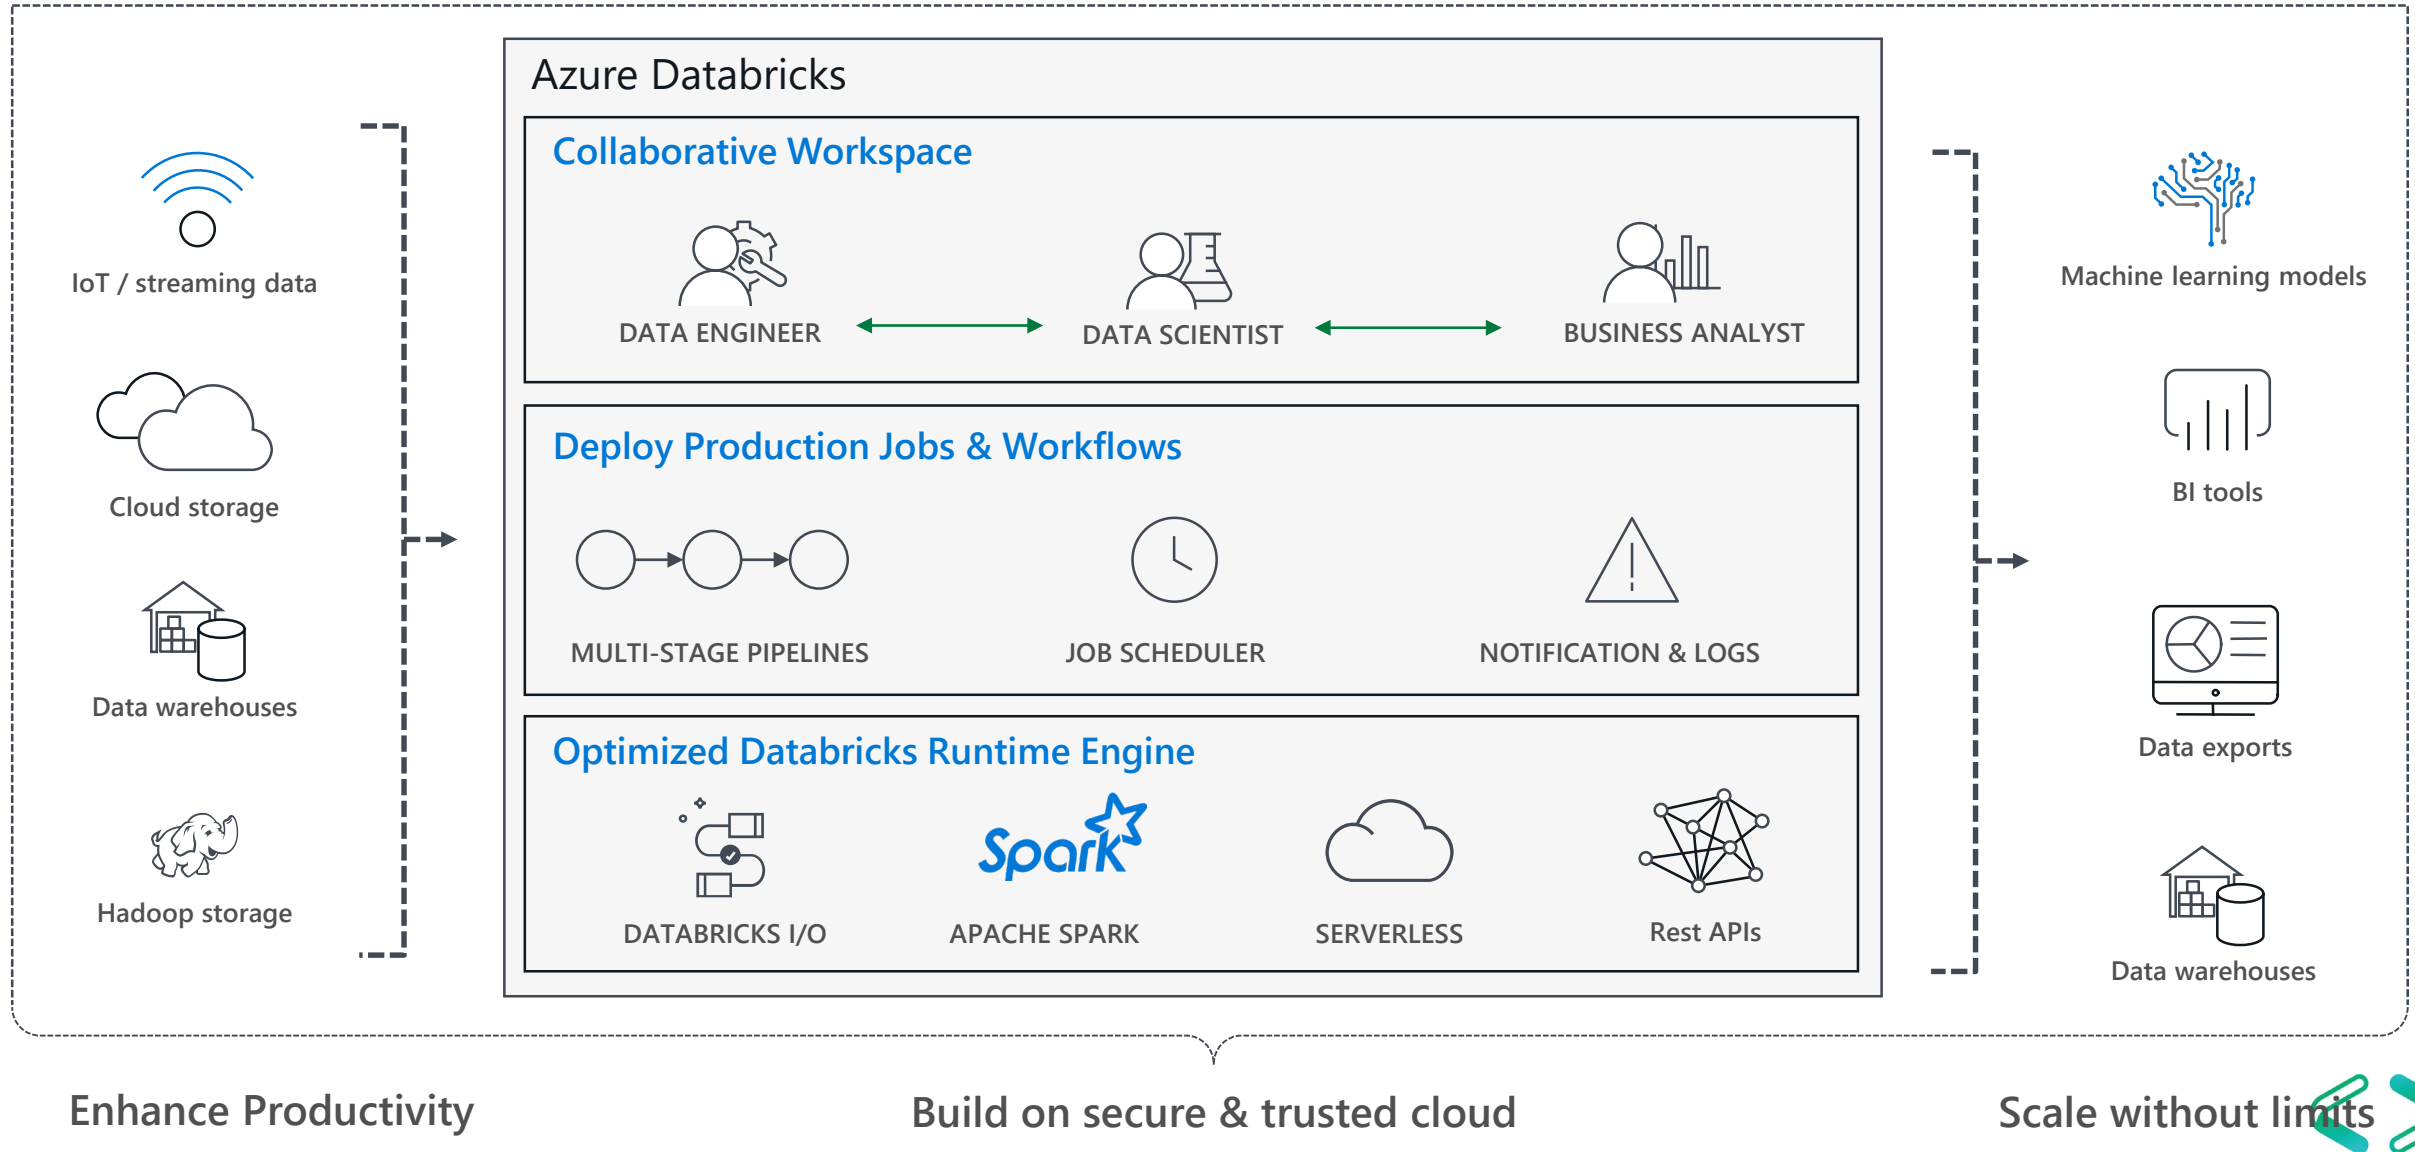 Azure Databricks
Collaborative Workspace
DATA ENGINEER
DATA SCIENTIST
BUSINESS ANALYST
Deploy Production Jobs & Workflows
MULTI-STAGE PIPELINES
JOB SCHEDULER
NOTIFICATION & LOGS
Optimized Databricks Runtime Engine
Spark
DATABRICKS I/O
APACHE SPARK
SERVERLESS
Rest APIs
IoT / streaming data
Cloud storage
Data warehouses
Hadoop storage
Machine learning models
BI tools
Data exports
Data warehouses
Enhance Productivity
Build on secure & trusted cloud
Scale without limits